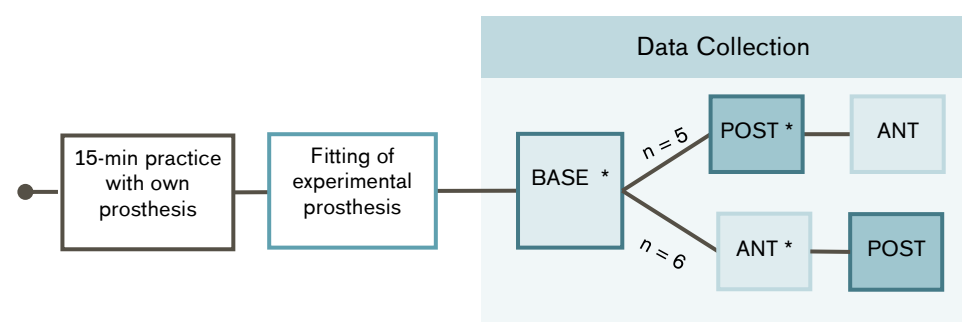 Data Collection
15-min practice
with own
prosthesis
Fitting of
experimental
prosthesis
BASE *
n = 5
POST *
ANT
n = 6
ANT *
POST